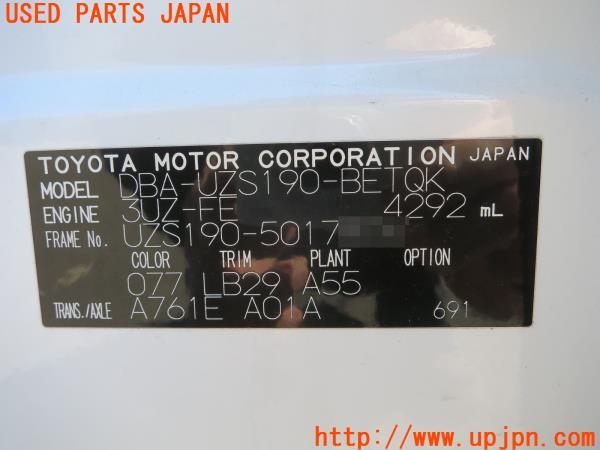 USED PARTS JAPAN
TOYOTA MOTOR CORPORATION JAPAN
MODEL DBA-UZS190-BETQK
ENGINE 3UZ-FE 4292 mL
FRAME No. UZS190-5017
COLOR TRIM PLANT OPTION
077 LB29 A55
TRANS./AXLE A761E A01A 691
http://www.upjpn.com/